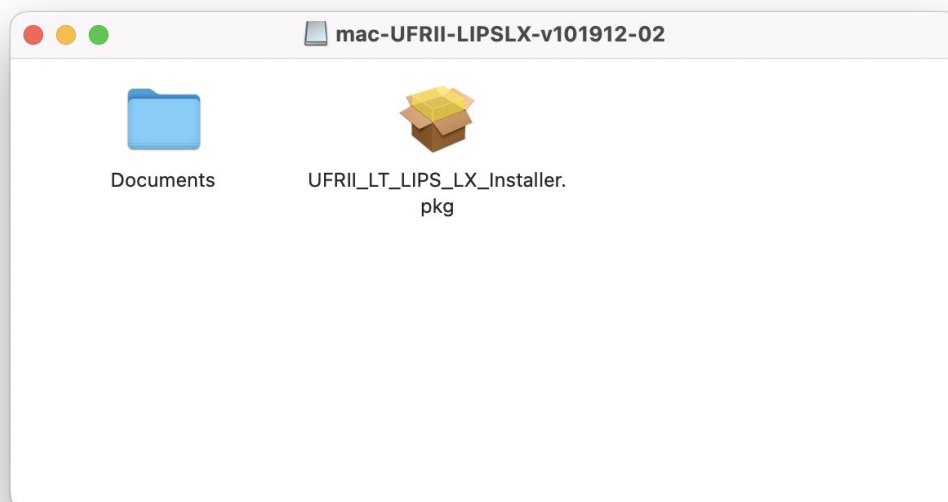 mac-UFRII-LIPSLX-v101912-02
Documents
UFRII_LT_LIPS_LX_Installer.
pkg